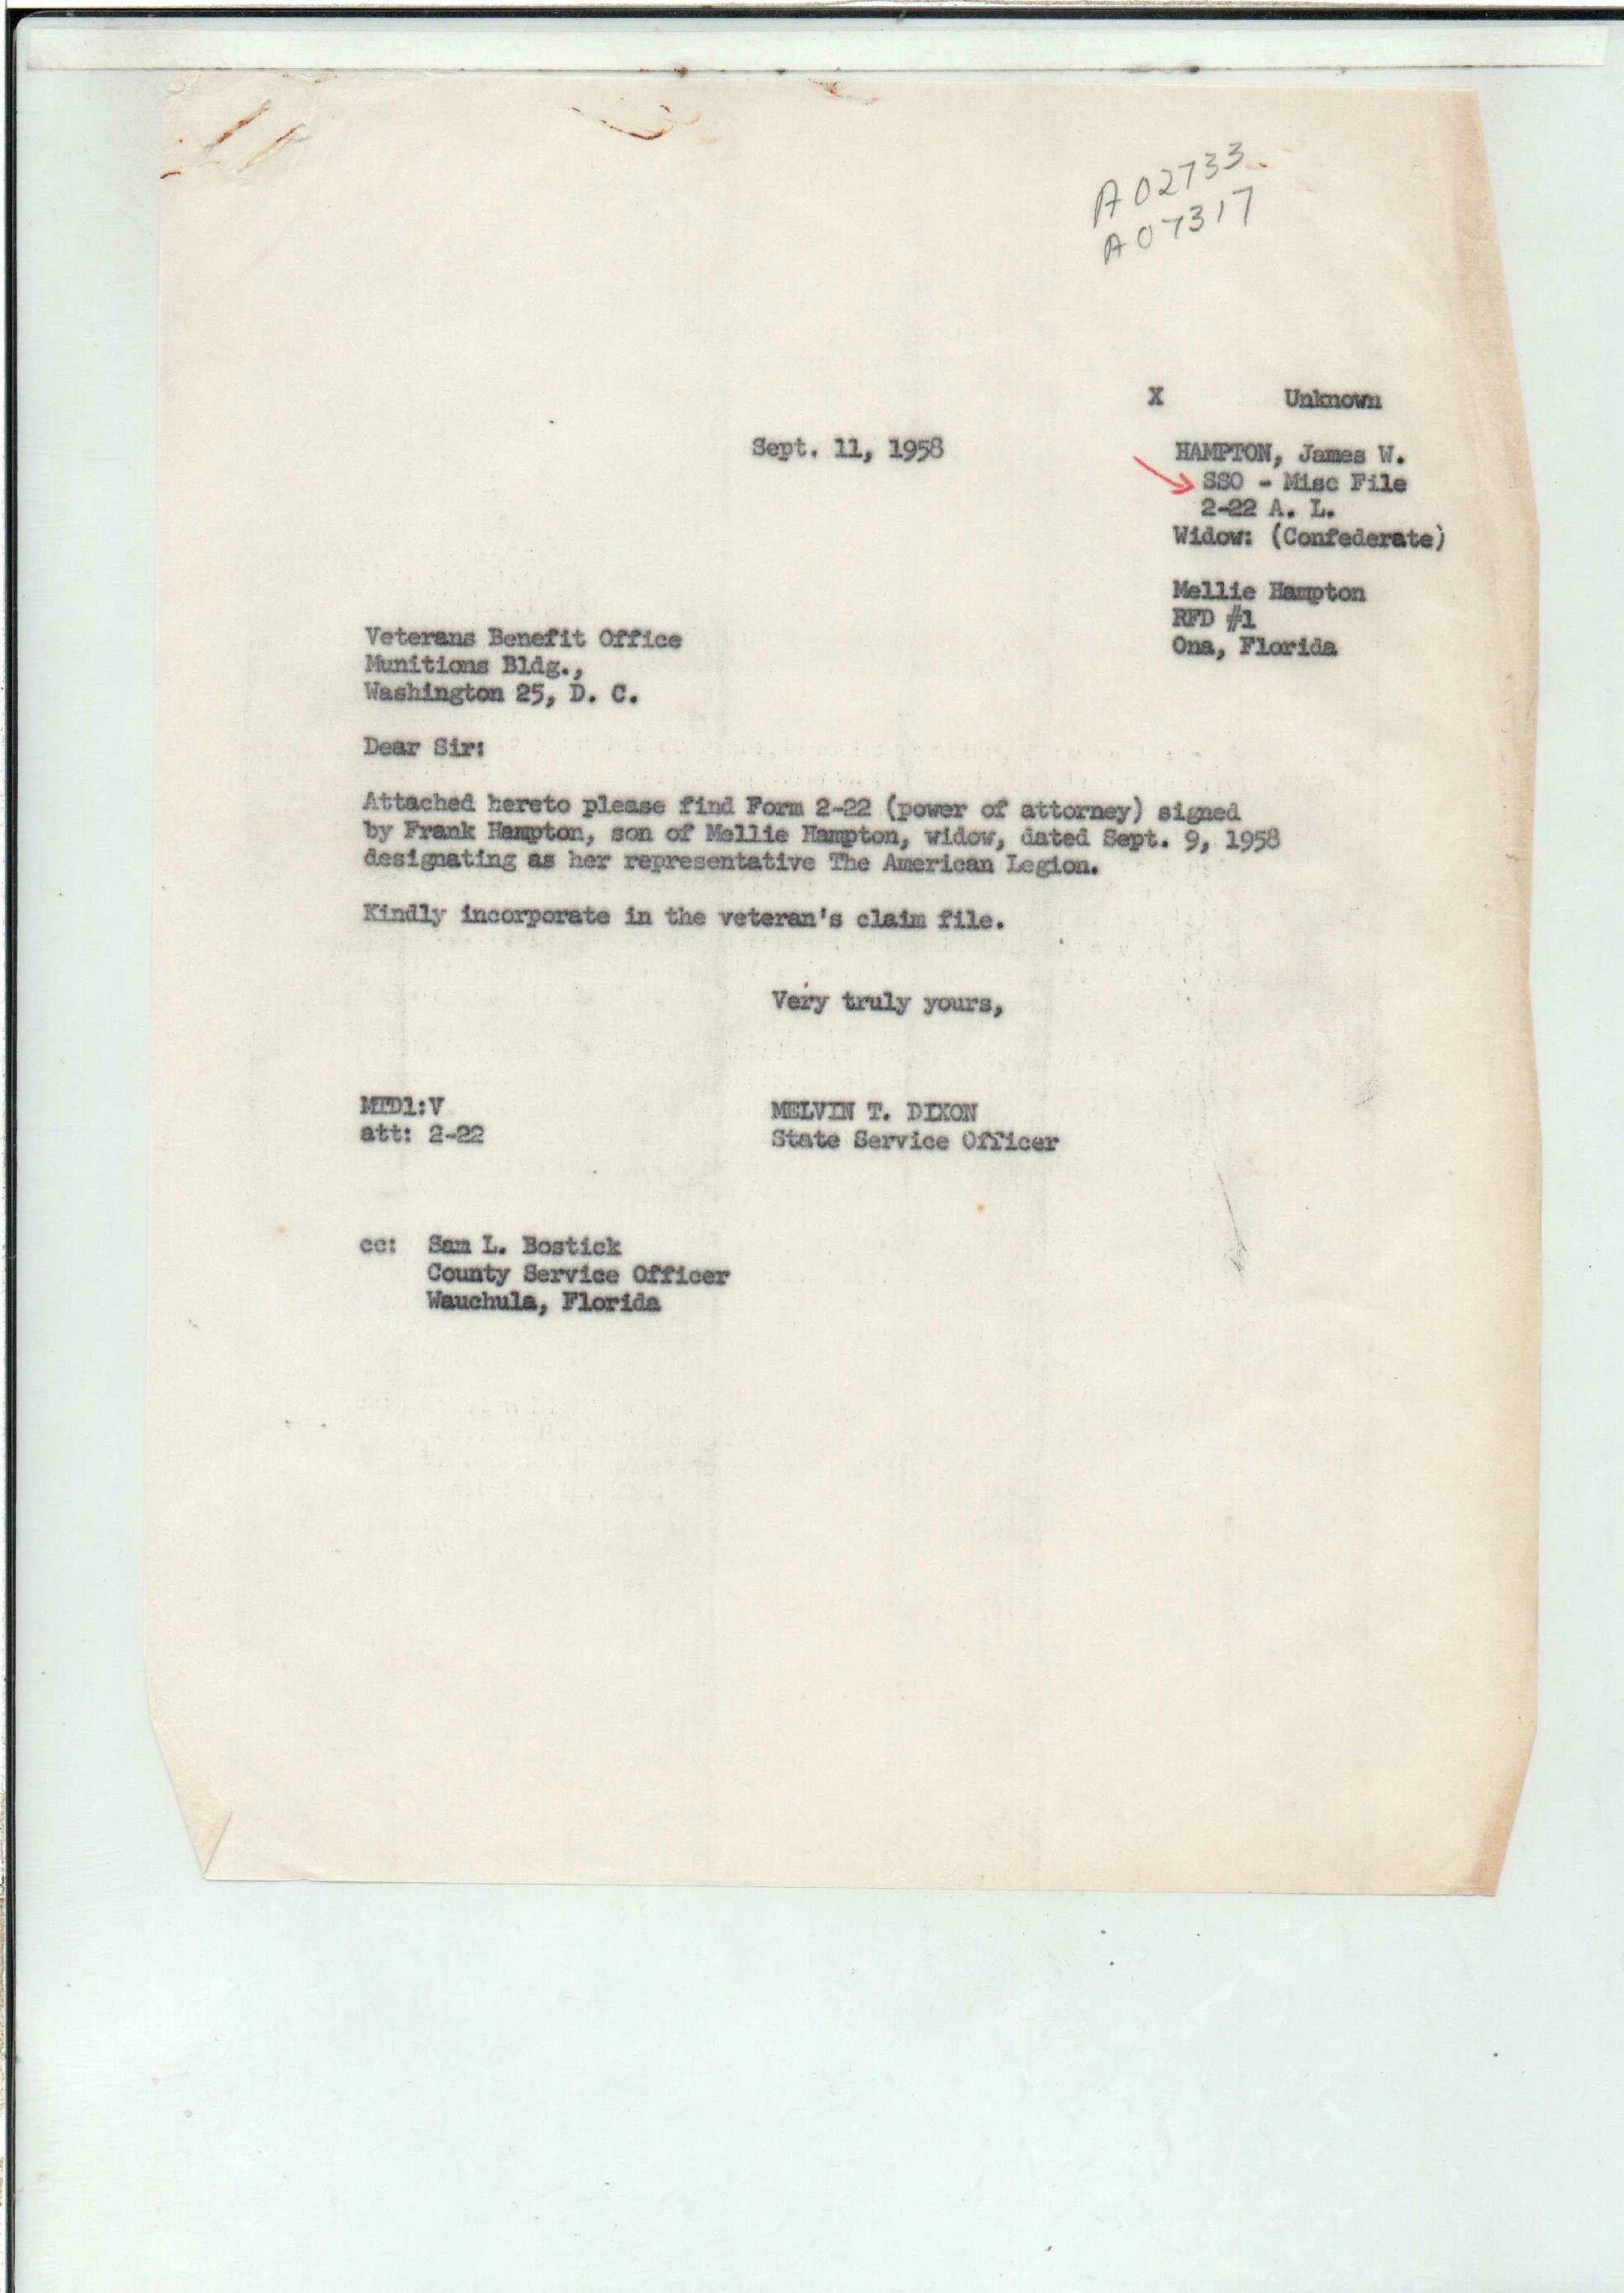 A02733
A07317
X Unknown
Sept. 11, 1958
HAMPTON, James W.
SSO - Misc File
2-22 A. L.
Widow: (Confederate)
Mellie Hampton
RFD #1
Ona, Florida
Veterans Benefit Office
Munitions Bldg.,
Washington 25, D. C.
Dear Sir:
Attached hereto please find Form 2-22 (power of attorney) signed
by Frank Hampton, son of Mellie Hampton, widow, dated Sept. 9, 1958
designating as her representative The American Legion.
Kindly incorporate in the veteran's claim file.
Very truly yours,
MTD1:V
att: 2-22
MELVIN T. DIXON
State Service Officer
cc: Sam L. Bostick
County Service Officer
Wauchula, Florida